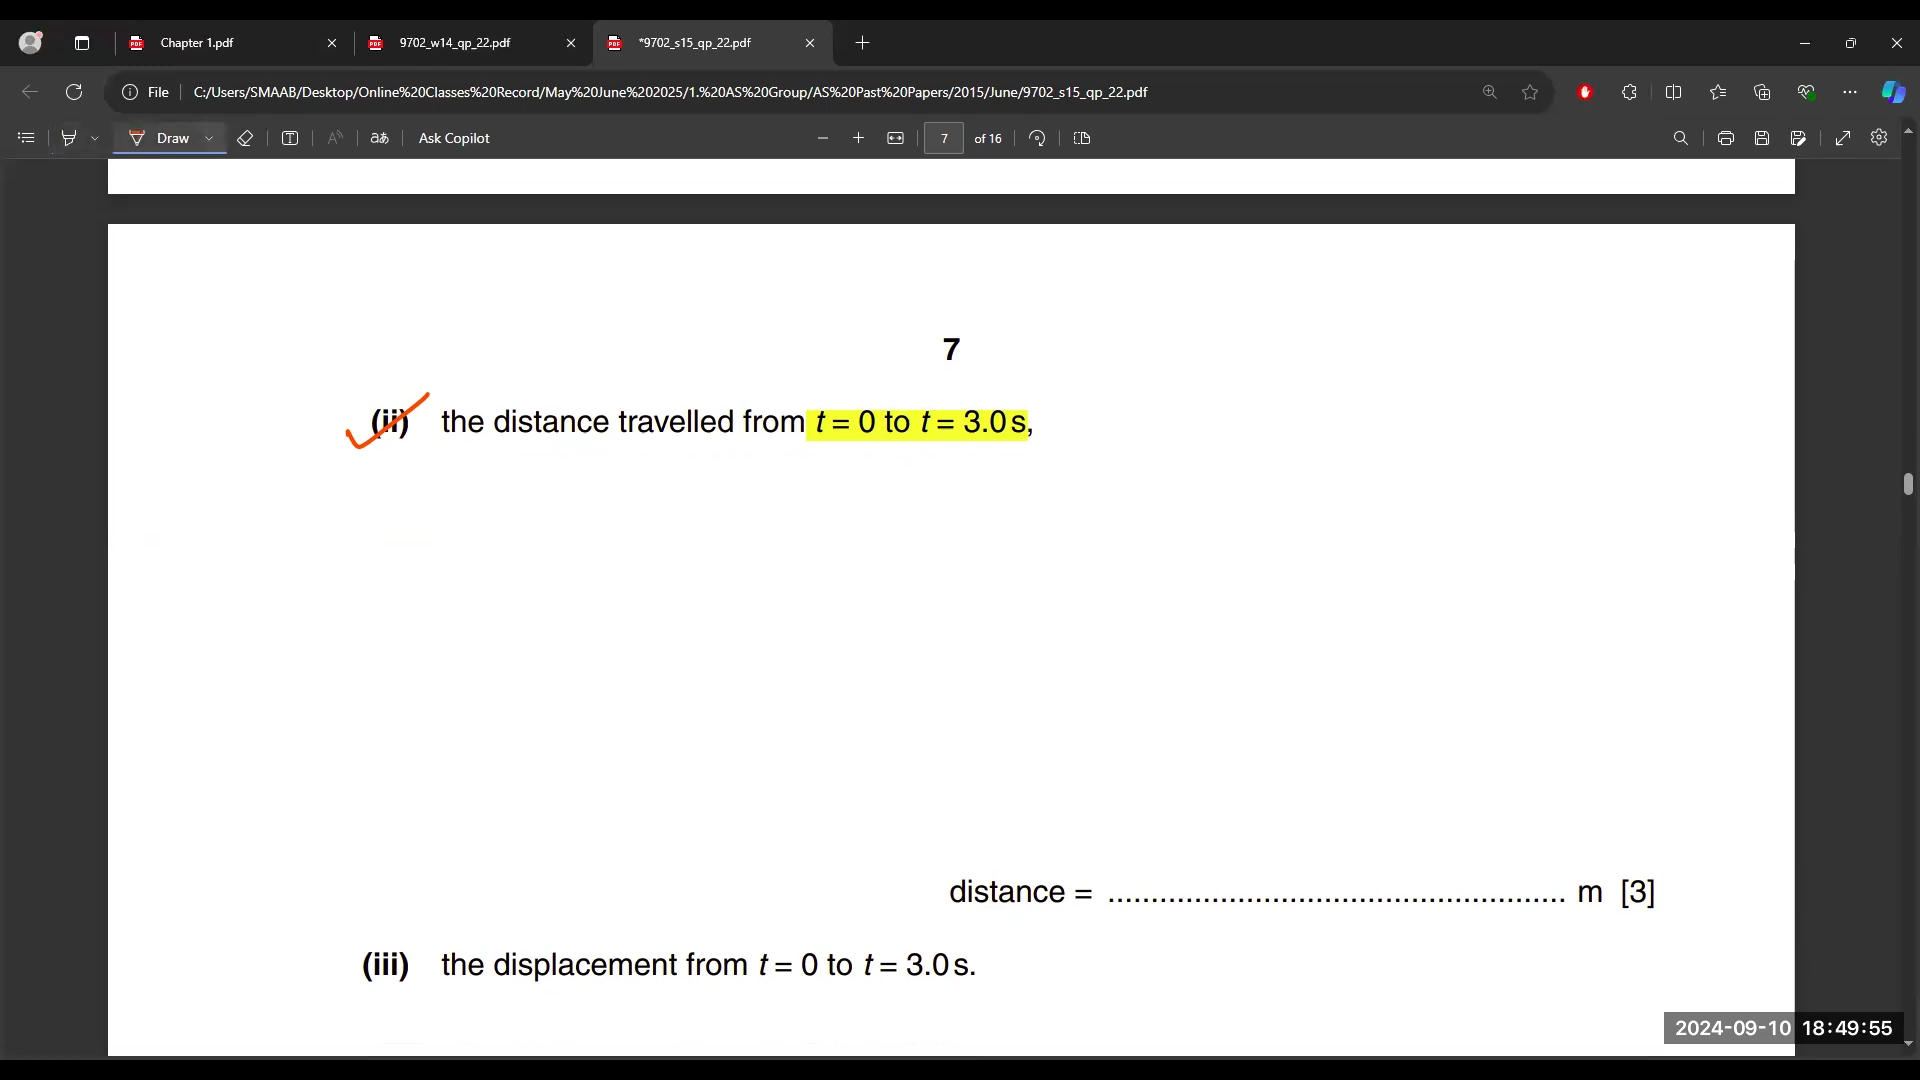 Chapter 1.pdf
9702_w14_qp_22.pdf
*9702_s15_qp_22.pdf
File
C:/Users/SMAAB/Desktop/Online%20Classes%20Record/May%20June%202025/1.%20AS%20Group/AS%20Past%20Papers/2015/June/9702_s15_qp_22.pdf
Draw
Ask Copilot
7 of 16
7
(ii) the distance travelled from t = 0 to t = 3.0 s,
distance = ..................................................... m [3]
(iii) the displacement from t = 0 to t = 3.0 s.
2024-09-10 18:49:55